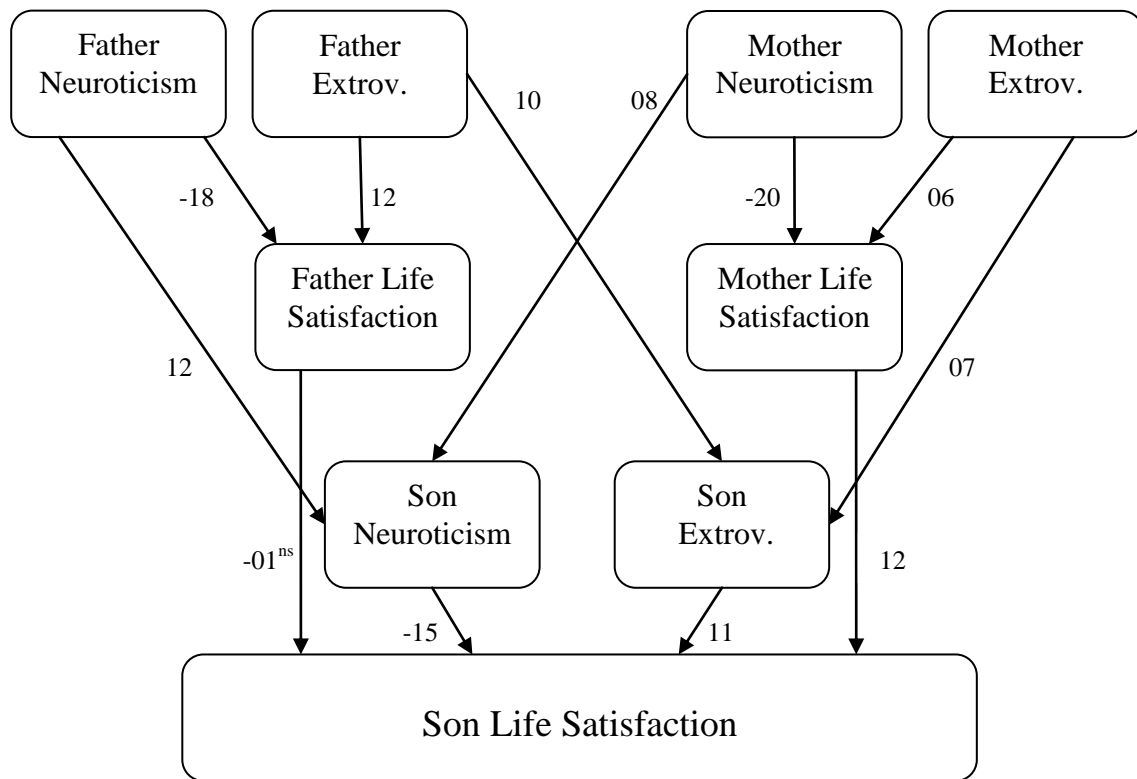 Father
Neuroticism
Father
Extrov.
Mother
Neuroticism
Mother
Extrov.
10
08
-18
12
-20
06
Father Life
Satisfaction
Mother Life
Satisfaction
12
07
Son
Neuroticism
Son
Extrov.
-01ns
12
-15
11
Son Life Satisfaction